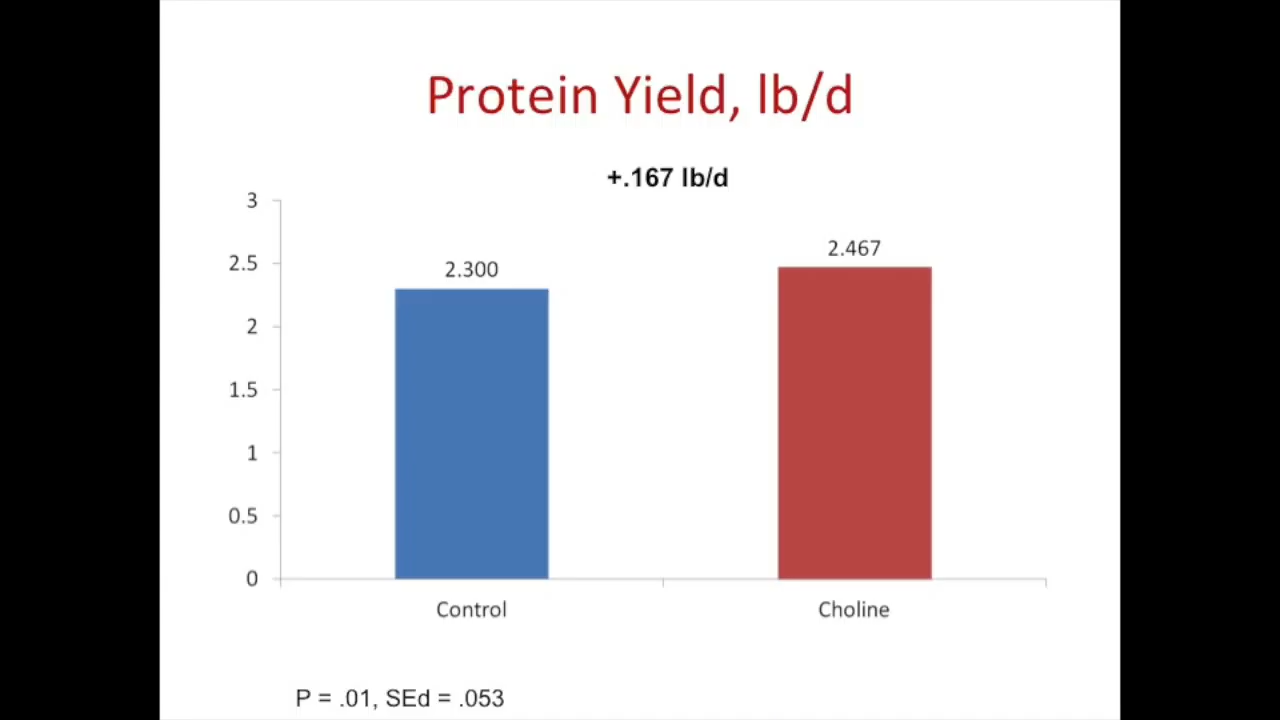 Protein Yield, lb/d
+.167 lb/d
3
2.5
2
1.5
1
0.5
0
2.300
2.467
Control
Choline
P = .01, SEd = .053